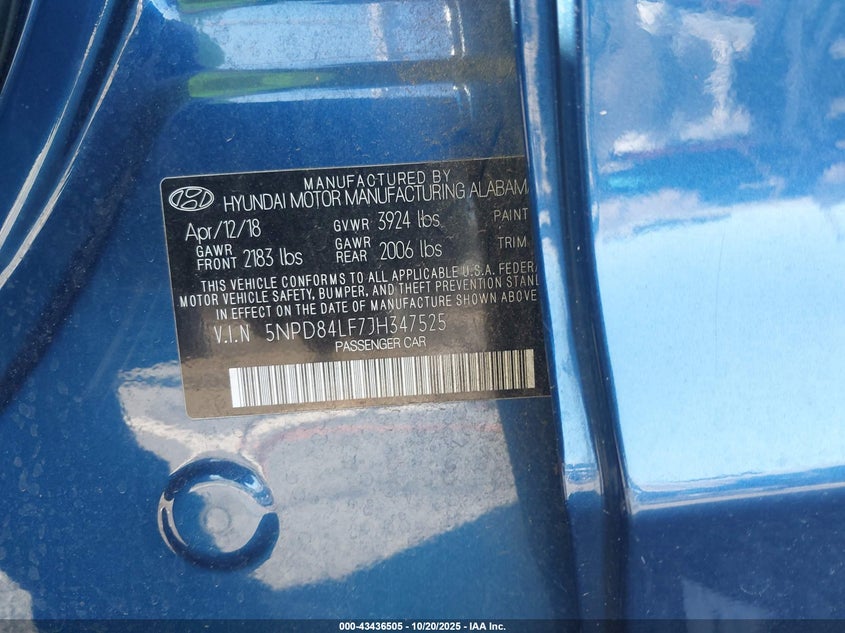 MANUFACTURED BY
HYUNDAI MOTOR MANUFACTURING ALABAMA
Apr/12/18 GVWR 3924 lbs PAINT
GAWR FRONT 2183 lbs GAWR REAR 2006 lbs TRIM
THIS VEHICLE CONFORMS TO ALL APPLICABLE U.S.A. FEDERA
MOTOR VEHICLE SAFETY, BUMPER, AND THEFT PREVENTION STAND
IN EFFECT ON THE DATE OF MANUFACTURE SHOWN ABOVE
V.I.N 5NPD84LF7JH347525
PASSENGER CAR
000-43436505 - 10/20/2025 - IAA Inc.